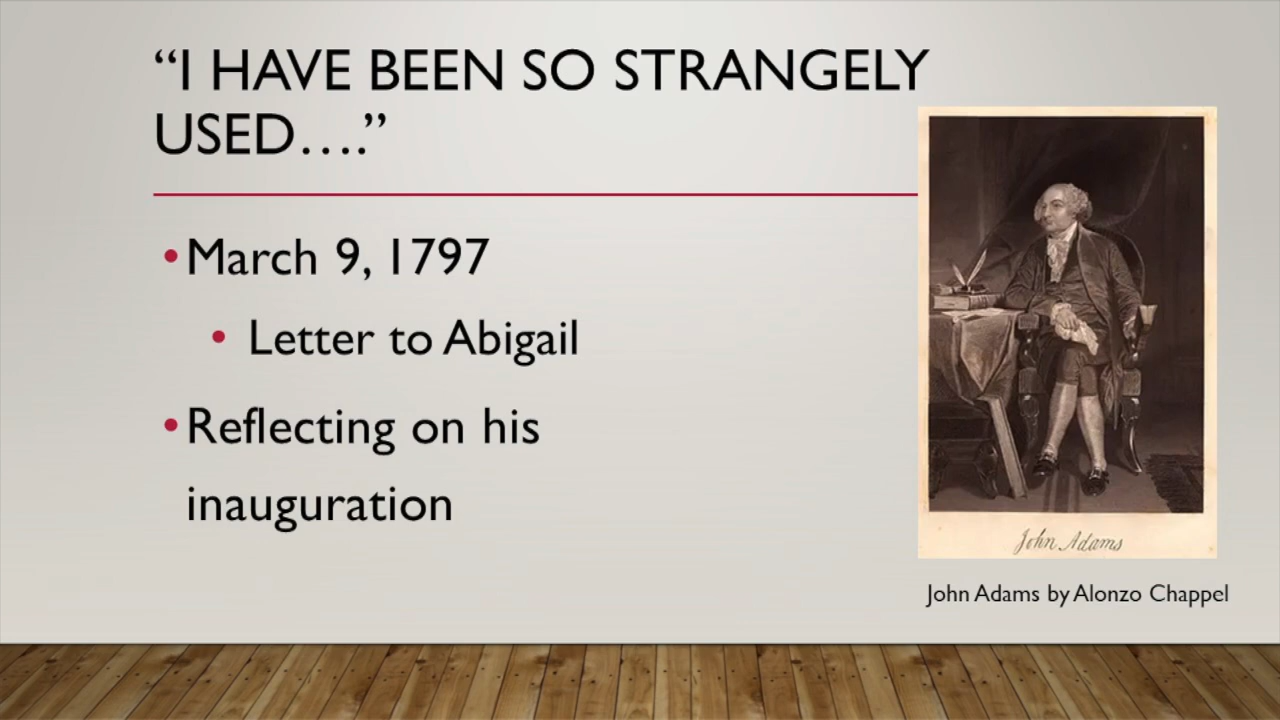 “I HAVE BEEN SO STRANGELY
USED….”
•March 9, 1797
• Letter to Abigail
•Reflecting on his
inauguration
John Adams
John Adams by Alonzo Chappel